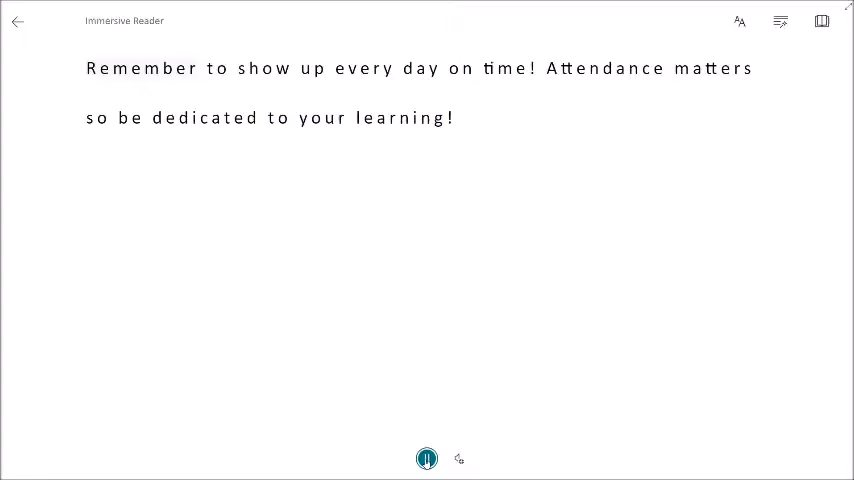 Immersive Reader
Remember to show up every day on time! Attendance matters
so be dedicated to your learning!